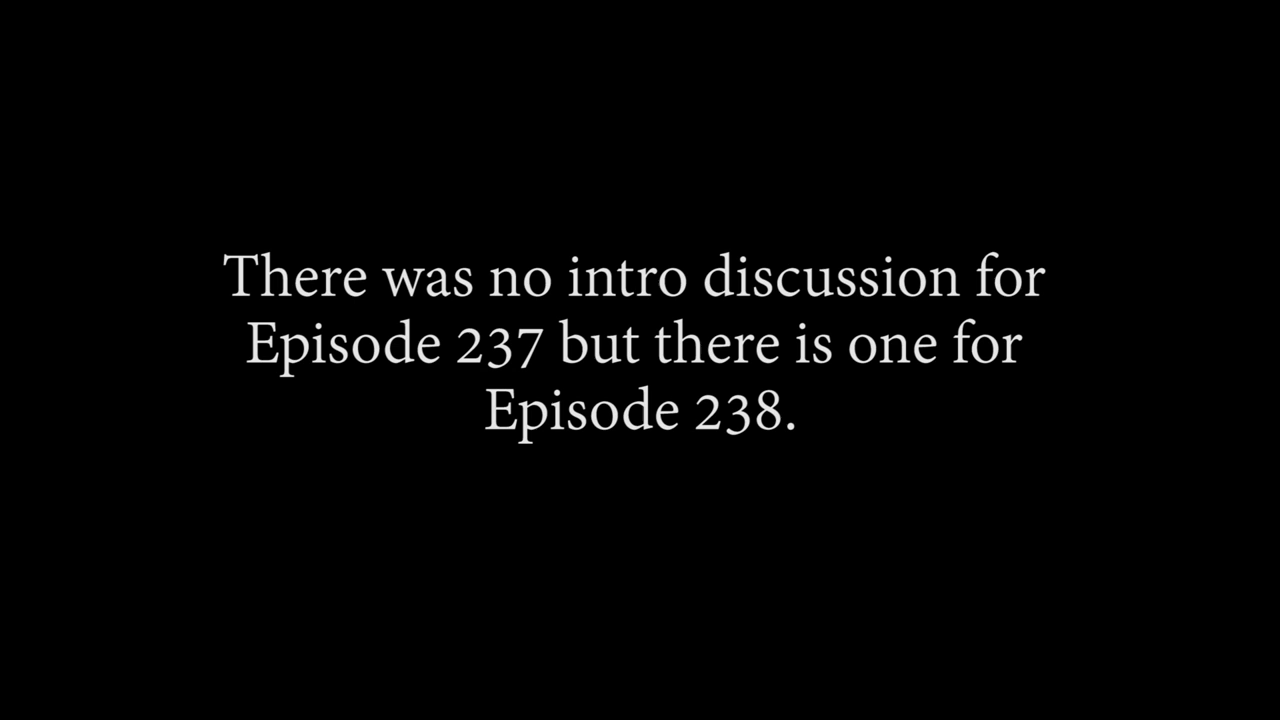 There was no intro discussion for
Episode 237 but there is one for
Episode 238.